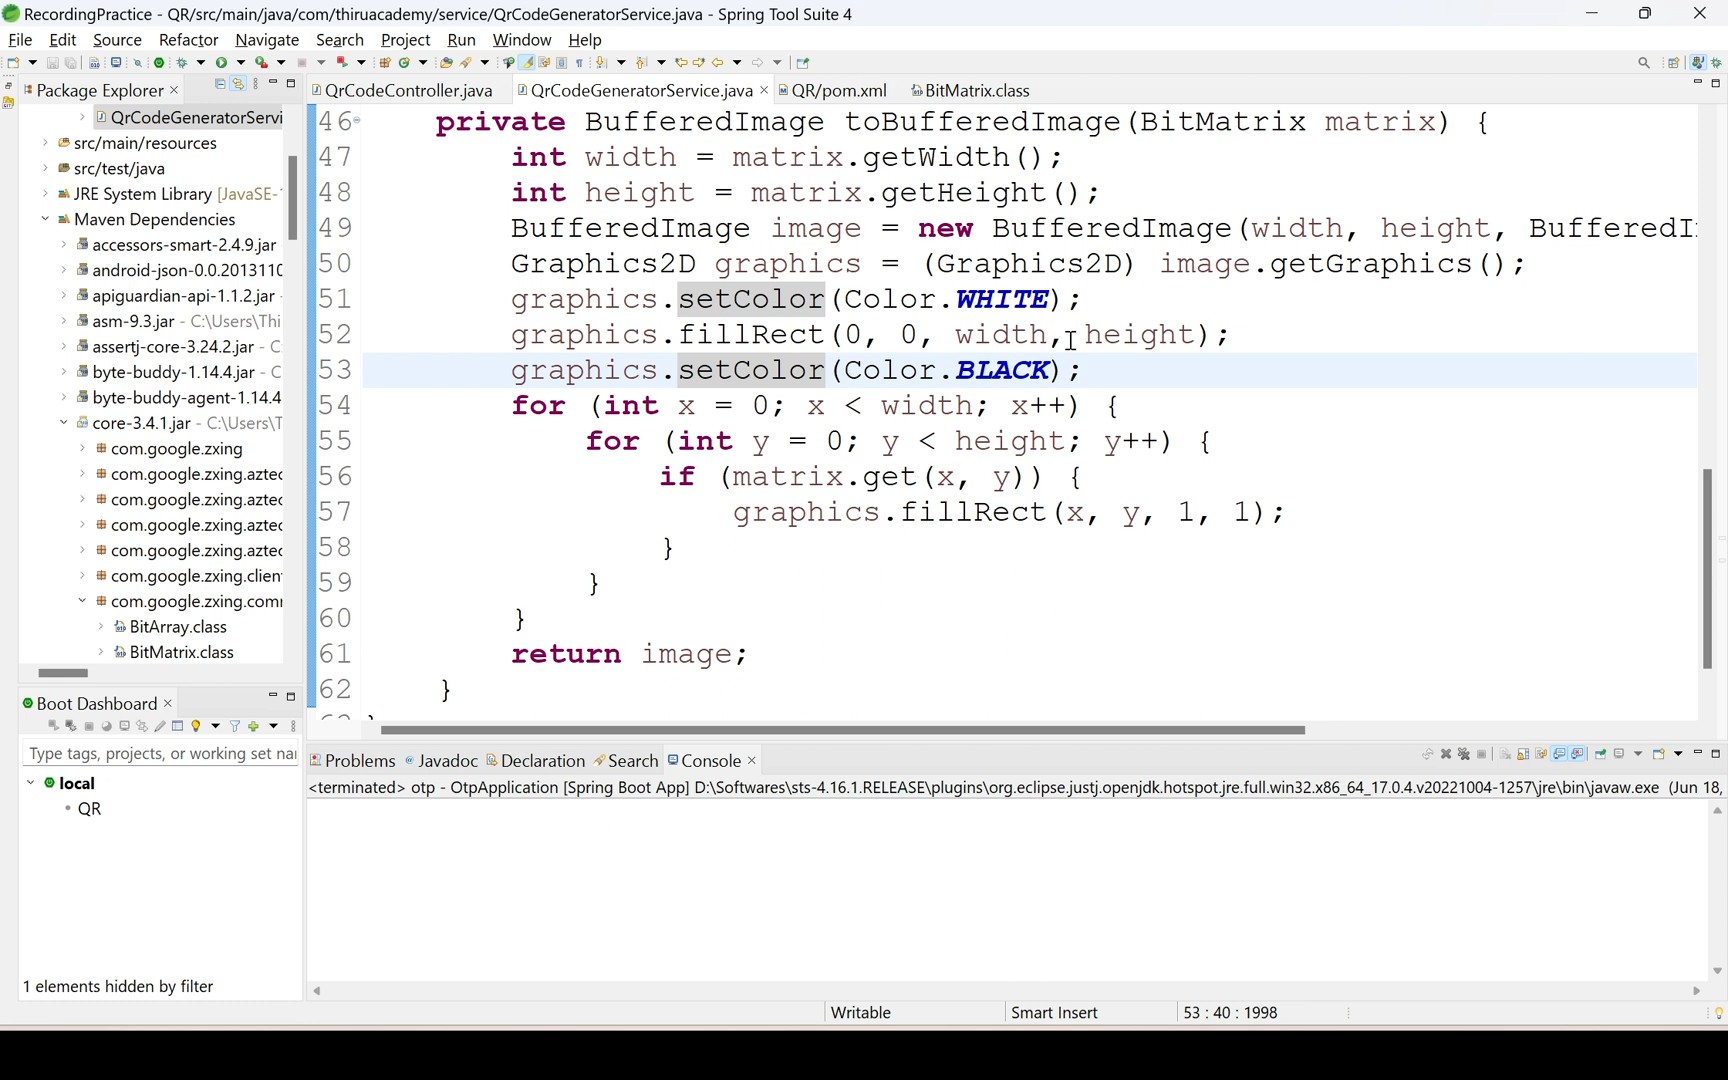 RecordingPractice - QR/src/main/java/com/thiruacademy/service/QrCodeGeneratorService.java - Spring Tool Suite 4
File Edit Source Refactor Navigate Search Project Run Window Help
Package Explorer
QrCodeGeneratorServi
src/main/resources
src/test/java
JRE System Library [JavaSE-
Maven Dependencies
accessors-smart-2.4.9.jar
android-json-0.0.2013110
apiguardian-api-1.1.2.jar
asm-9.3.jar - C:\Users\Thi
assertj-core-3.24.2.jar - C
byte-buddy-1.14.4.jar - C
byte-buddy-agent-1.14.4
core-3.4.1.jar - C:\Users\T
com.google.zxing
com.google.zxing.aztec
com.google.zxing.aztec
com.google.zxing.aztec
com.google.zxing.aztec
com.google.zxing.clien
com.google.zxing.com
BitArray.class
BitMatrix.class
QrCodeController.java QrCodeGeneratorService.java QR/pom.xml BitMatrix.class
46 private BufferedImage toBufferedImage(BitMatrix matrix) {
47 int width = matrix.getWidth();
48 int height = matrix.getHeight();
49 BufferedImage image = new BufferedImage(width, height, BufferedI
50 Graphics2D graphics = (Graphics2D) image.getGraphics();
51 graphics.setColor(Color.WHITE);
52 graphics.fillRect(0, 0, width, height);
53 graphics.setColor(Color.BLACK);
54 for (int x = 0; x < width; x++) {
55 for (int y = 0; y < height; y++) {
56 if (matrix.get(x, y)) {
57 graphics.fillRect(x, y, 1, 1);
58 }
59 }
60 }
61 return image;
62 }
Boot Dashboard
Type tags, projects, or working set na
local
QR
1 elements hidden by filter
Problems Javadoc Declaration Search Console
<terminated> otp - OtpApplication [Spring Boot App] D:\Softwares\sts-4.16.1.RELEASE\plugins\org.eclipse.justj.openjdk.hotspot.jre.full.win32.x86_64_17.0.4.v20221004-1257\jre\bin\javaw.exe (Jun 18,
Writable Smart Insert 53 : 40 : 1998